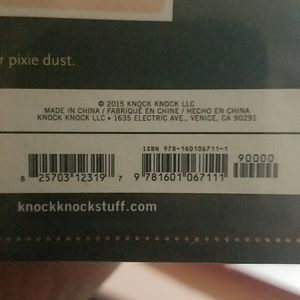 r pixie dust.
© 2015 KNOCK KNOCK LLC
MADE IN CHINA / FABRIQUÉ EN CHINE / HECHO EN CHINA
KNOCK KNOCK LLC • 1635 ELECTRIC AVE., VENICE, CA 90291
ISBN 978-160106711-1
90000
8 25703 12319 7
9 781601 067111
knockknockstuff.com